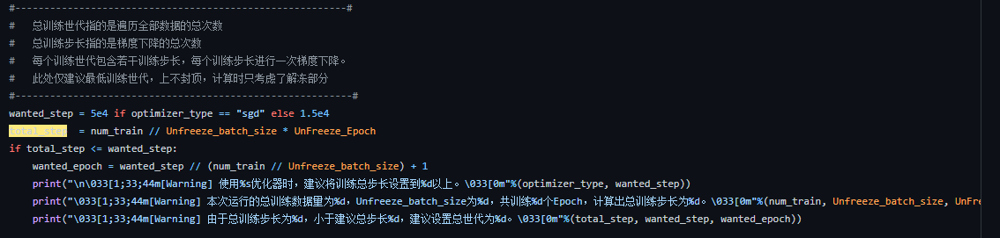 #---------------------------------------------------------#
#   总训练世代指的是遍历全部数据的总次数
#   总训练步长指的是梯度下降的总次数
#   每个训练世代包含若干训练步长，每个训练步长进行一次梯度下降。
#   此处仅建议最低训练世代，上不封顶，计算时只考虑了解冻部分
#----------------------------------------------------------#
wanted_step = 5e4 if optimizer_type == "sgd" else 1.5e4
total_step  = num_train // Unfreeze_batch_size * UnFreeze_Epoch
if total_step <= wanted_step:
    wanted_epoch = wanted_step // (num_train // Unfreeze_batch_size) + 1
    print("\n\033[1;33;44m[Warning] 使用%s优化器时，建议将训练总步长设置到%d以上。\033[0m"%(optimizer_type, wanted_step))
    print("\033[1;33;44m[Warning] 本次运行的总训练数据量为%d，Unfreeze_batch_size为%d，共训练%d个Epoch，计算出总训练步长为%d。\033[0m"%(num_train, Unfreeze_batch_size, UnFre
    print("\033[1;33;44m[Warning] 由于总训练步长为%d，小于建议总步长%d，建议设置总世代为%d。\033[0m"%(total_step, wanted_step, wanted_epoch))